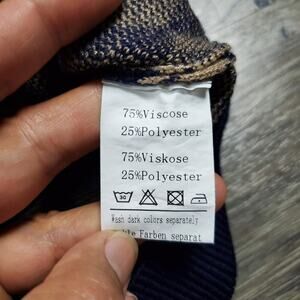 75%Viscose
25%Polyester
75%Viskose
25%Polyester
30
Wash dark colors separately
Farben separat